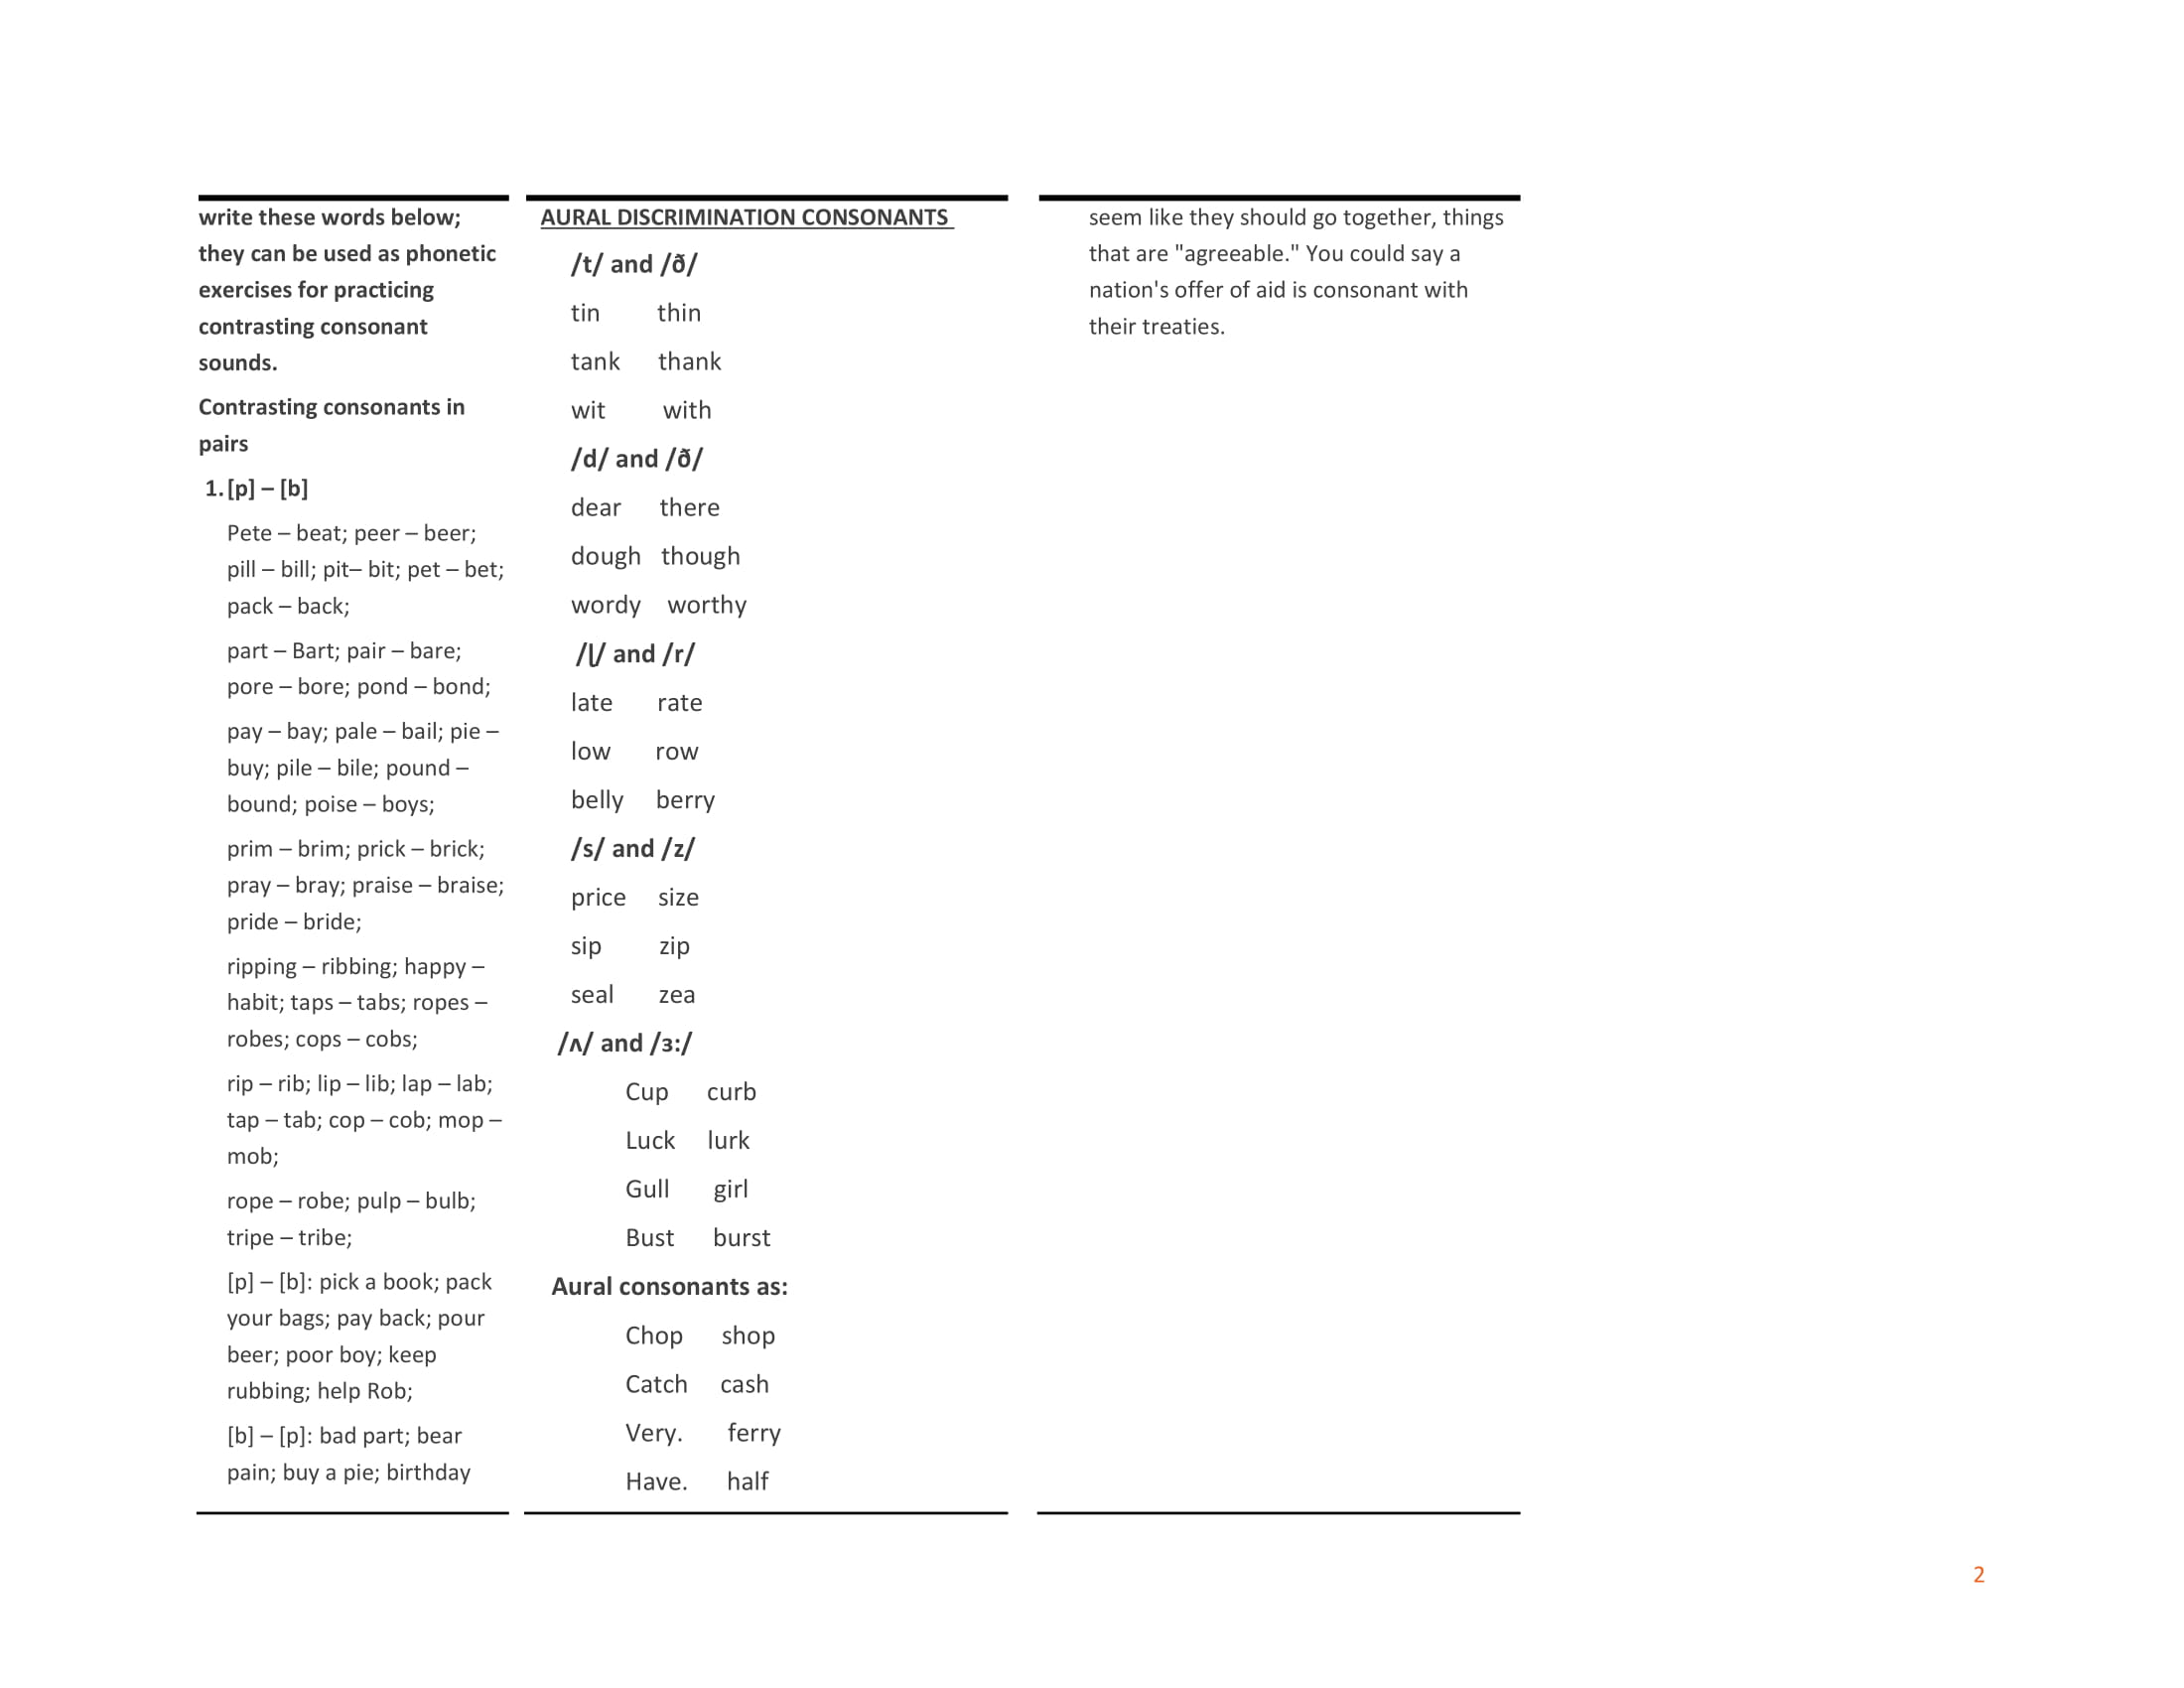 write these words below;
they can be used as phonetic
exercises for practicing
contrasting consonant
sounds.
Contrasting consonants in
pairs
1. [p] – [b]
Pete – beat; peer – beer;
pill – bill; pit– bit; pet – bet;
pack – back;
part – Bart; pair – bare;
pore – bore; pond – bond;
pay – bay; pale – bail; pie –
buy; pile – bile; pound –
bound; poise – boys;
prim – brim; prick – brick;
pray – bray; praise – braise;
pride – bride;
ripping – ribbing; happy –
habit; taps – tabs; ropes –
robes; cops – cobs;
rip – rib; lip – lib; lap – lab;
tap – tab; cop – cob; mop –
mob;
rope – robe; pulp – bulb;
tripe – tribe;
[p] – [b]: pick a book; pack
your bags; pay back; pour
beer; poor boy; keep
rubbing; help Rob;
[b] – [p]: bad part; bear
pain; buy a pie; birthday
AURAL DISCRIMINATION CONSONANTS
/t/ and /ð/
tin thin
tank thank
wit with
/d/ and /ð/
dear there
dough though
wordy worthy
/ɭ/ and /r/
late rate
low row
belly berry
/s/ and /z/
price size
sip zip
seal zea
/ʌ/ and /ɜ:/
Cup curb
Luck lurk
Gull girl
Bust burst
Aural consonants as:
Chop shop
Catch cash
Very. ferry
Have. half
seem like they should go together, things
that are "agreeable." You could say a
nation's offer of aid is consonant with
their treaties.
2